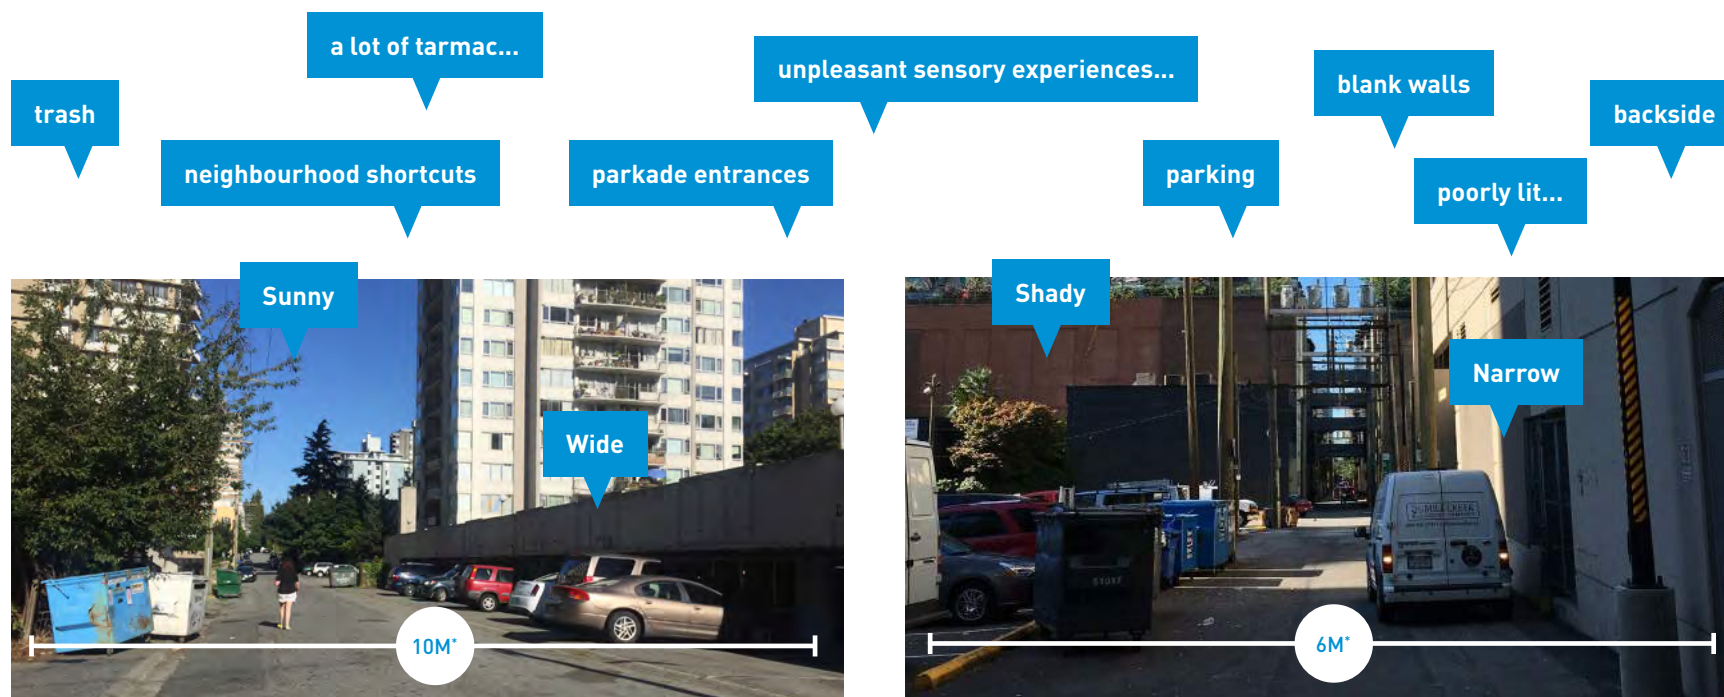 a lot of tarmac...
unpleasant sensory experiences...
blank walls
trash
backside
neighbourhood shortcuts
parkade entrances
parking
poorly lit...
Sunny
Shady
Wide
Narrow
10M*
6M*